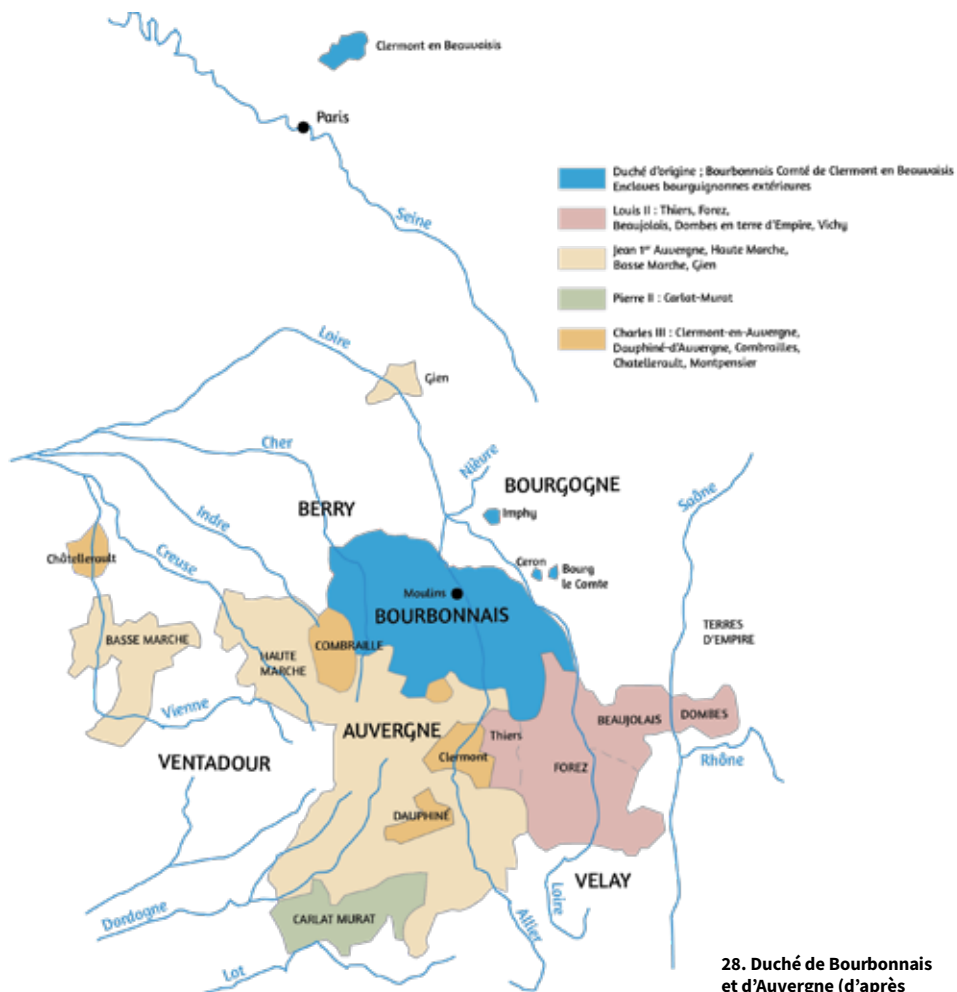 Clermont en Beauvaisis
Paris
Seine
Duché d'origine ; Bourbonnais Comté de Clermont en Beauvaisis
Enclaves bourguignonnes extérieures
Louis II : Thiers, Forez,
Beaujolais, Dombes en terre d'Empire, Vichy
Jean 1er Auvergne, Haute Marche,
Basse Marche, Gien
Pierre II : Carlat-Murat
Charles III : Clermont-en-Auvergne,
Dauphiné-d'Auvergne, Combrailles,
Chatellerault, Montpensier
Loire
Gien
Cher
Nièvre
BOURGOGNE
Saône
BERRY
Imphy
Indre
Creuse
Châtellerault
Ceron
Bourg
le Comte
Moulins
BOURBONNAIS
TERRES
D'EMPIRE
BASSE MARCHE
COMBRAILLE
HAUTE
MARCHE
Vienne
BEAUJOLAIS
DOMBES
AUVERGNE
Thiers
VENTADOUR
Clermont
FOREZ
Rhône
DAUPHINÉ
VELAY
Loire
Dordogne
CARLAT MURAT
Allier
Lot
28. Duché de Bourbonnais
et d'Auvergne (d'après